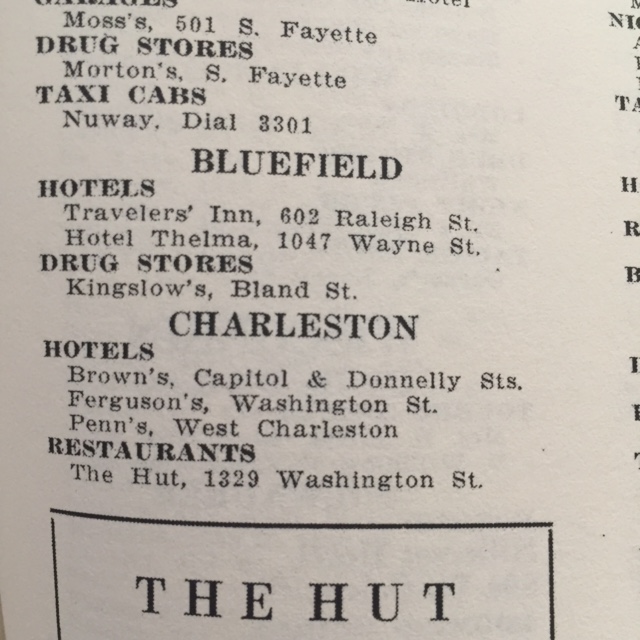 GARAGES
Moss's, 501 S. Fayette
DRUG STORES
Morton's, S. Fayette
TAXI CABS
Nuway, Dial 3301
BLUEFIELD
HOTELS
Travelers' Inn, 602 Raleigh St.
Hotel Thelma, 1047 Wayne St.
DRUG STORES
Kingslow's, Bland St.
CHARLESTON
HOTELS
Brown's, Capitol & Donnelly Sts.
Ferguson's, Washington St.
Penn's, West Charleston
RESTAURANTS
The Hut, 1329 Washington St.
THE HUT